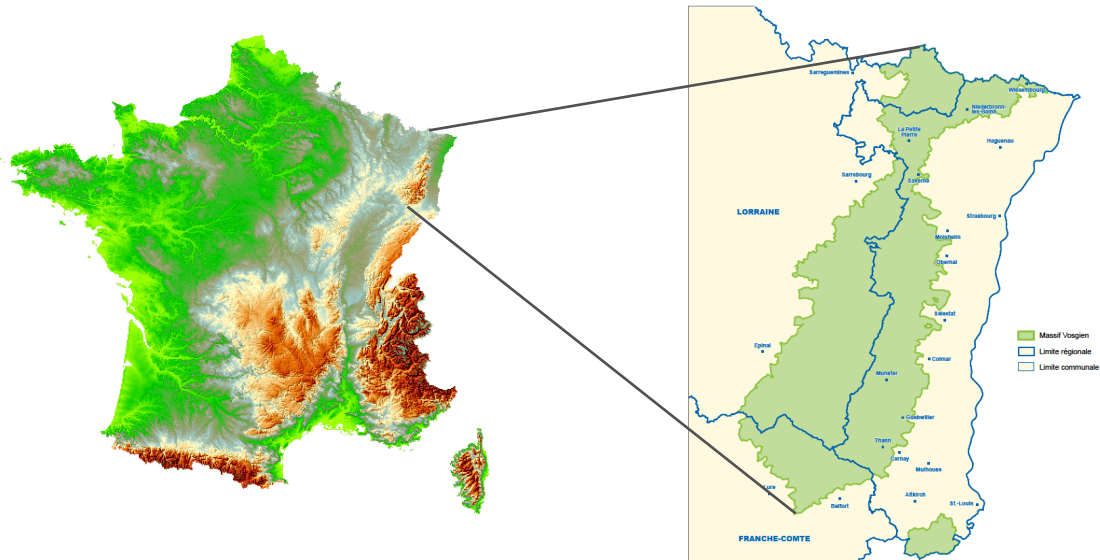 Sarreguemines
Wissembourg
Niederbronn-
les-Bains
La Petite
Pierre
Haguenau
Sarrebourg
Saverne
LORRAINE
Strasbourg
Molsheim
Obernai
Sélestat
Massif Vosgien
Epinal
Limite régionale
Colmar
Limite communale
Munster
Guebwiller
Thann
Cernay
Mulhouse
Lure
Altkirch
St.-Louis
Belfort
FRANCHE-COMTE